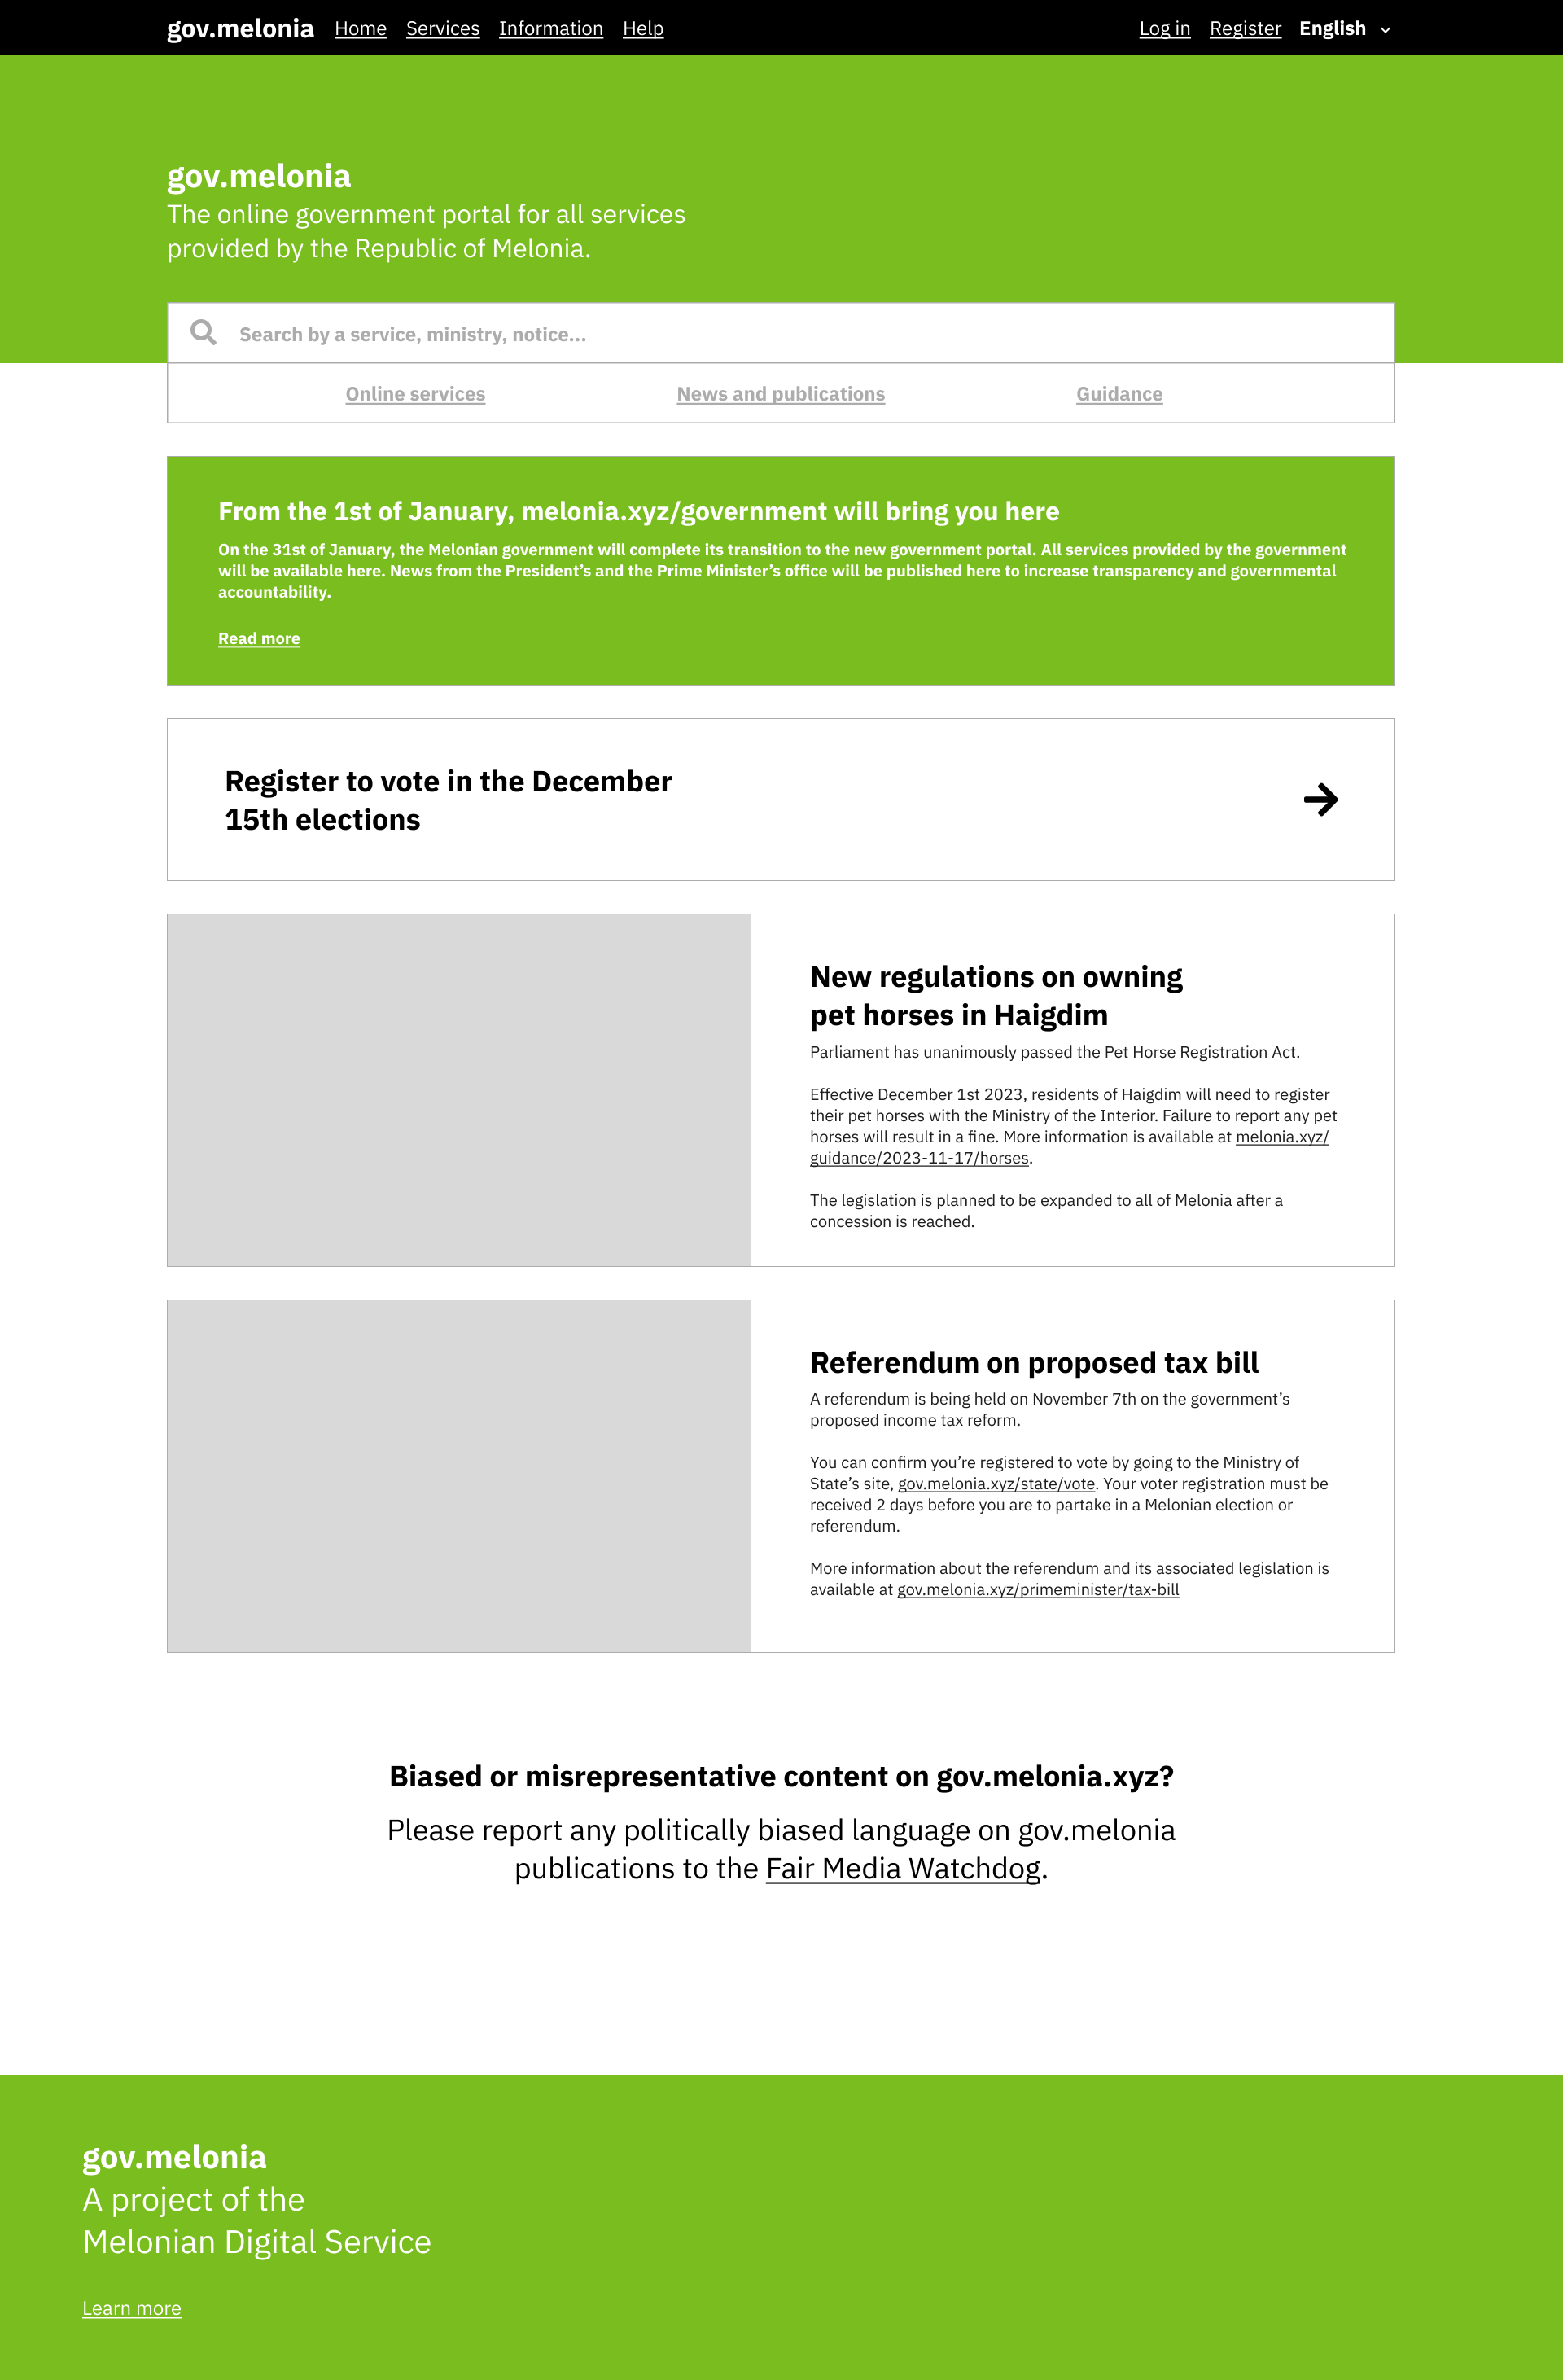 gov.melonia Home Services Information Help Log in Register English
gov.melonia
The online government portal for all services
provided by the Republic of Melonia.
Search by a service, ministry, notice...
Online services News and publications Guidance
From the 1st of January, melonia.xyz/government will bring you here
On the 31st of January, the Melonian government will complete its transition to the new government portal. All services provided by the government
will be available here. News from the President’s and the Prime Minister’s office will be published here to increase transparency and governmental
accountability.
Read more
Register to vote in the December
15th elections
New regulations on owning
pet horses in Haigdim
Parliament has unanimously passed the Pet Horse Registration Act.
Effective December 1st 2023, residents of Haigdim will need to register
their pet horses with the Ministry of the Interior. Failure to report any pet
horses will result in a fine. More information is available at melonia.xyz/
guidance/2023-11-17/horses.
The legislation is planned to be expanded to all of Melonia after a
concession is reached.
Referendum on proposed tax bill
A referendum is being held on November 7th on the government’s
proposed income tax reform.
You can confirm you’re registered to vote by going to the Ministry of
State’s site, gov.melonia.xyz/state/vote. Your voter registration must be
received 2 days before you are to partake in a Melonian election or
referendum.
More information about the referendum and its associated legislation is
available at gov.melonia.xyz/primeminister/tax-bill
Biased or misrepresentative content on gov.melonia.xyz?
Please report any politically biased language on gov.melonia
publications to the Fair Media Watchdog.
gov.melonia
A project of the
Melonian Digital Service
Learn more